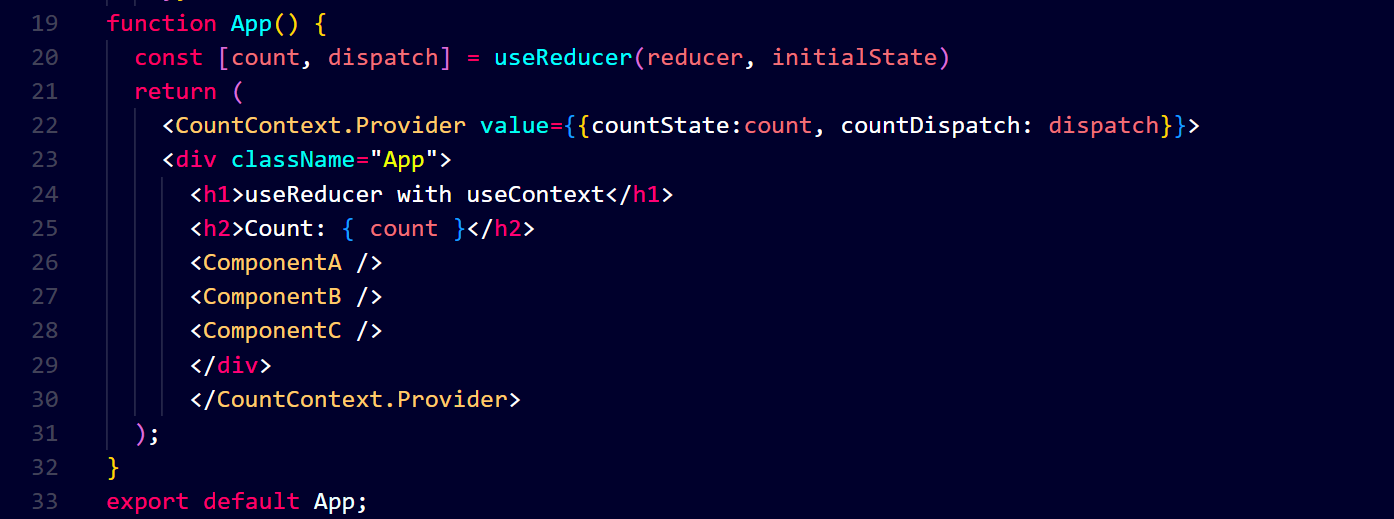 19 function App() {
20 const [count, dispatch] = useReducer(reducer, initialState)
21 return (
22 <CountContext.Provider value={{countState:count, countDispatch: dispatch}}>
23 <div className="App">
24 <h1>useReducer with useContext</h1>
25 <h2>Count: { count }</h2>
26 <ComponentA />
27 <ComponentB />
28 <ComponentC />
29 </div>
30 </CountContext.Provider>
31 );
32 }
33 export default App;